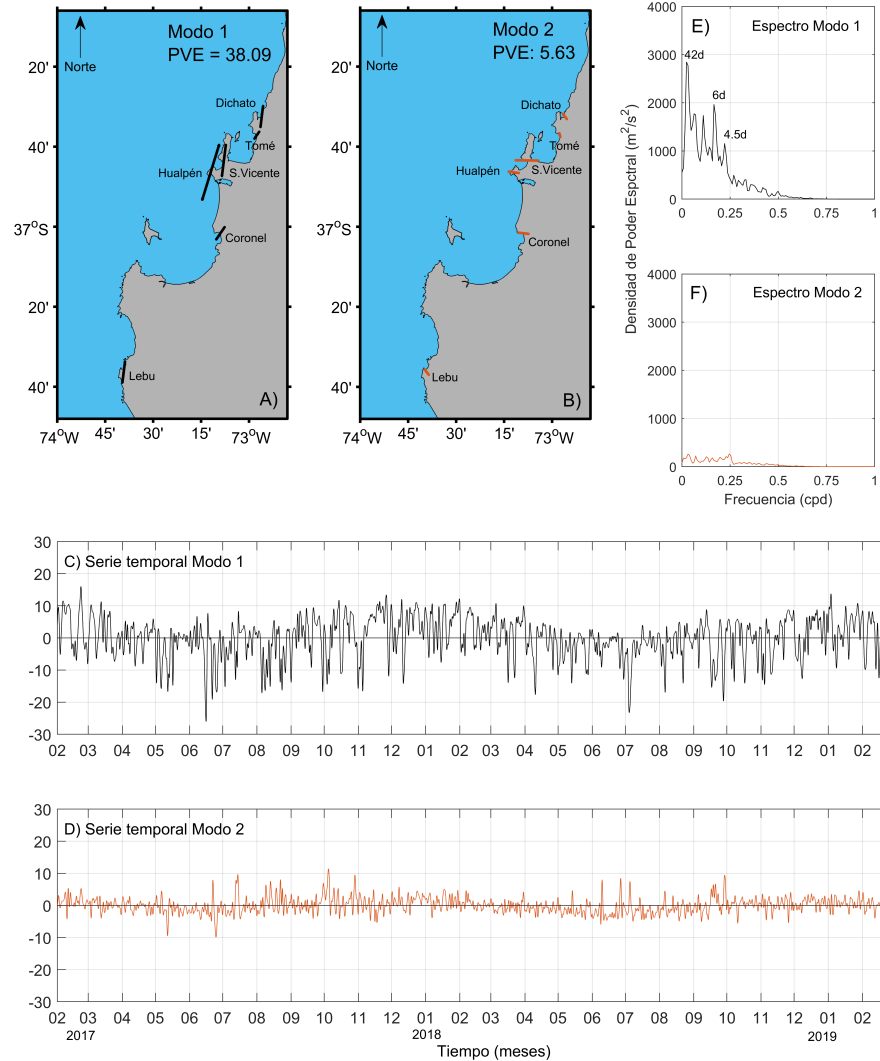 Modo 1
PVE = 38.09
Norte
Dichato
Tomé
Hualpén
S.Vicente
Coronel
Lebu
A)
20'
40'
37°S
20'
40'
74°W
45'
30'
15'
73°W
Modo 2
PVE: 5.63
Norte
Dichato
Tomé
S.Vicente
Hualpén
Coronel
Lebu
B)
20'
40'
37°S
20'
40'
74°W
45'
30'
15'
73°W
E)
Espectro Modo 1
42d
6d
4.5d
4000
3000
2000
1000
0
0 0.25 0.5 0.75 1
Densidad de Poder Espctral (m²/s²)
F)
Espectro Modo 2
4000
3000
2000
1000
0
0 0.25 0.5 0.75 1
Frecuencia (cpd)
C) Serie temporal Modo 1
30
20
10
0
-10
-20
-30
02 03 04 05 06 07 08 09 10 11 12 01 02 03 04 05 06 07 08 09 10 11 12 01 02
D) Serie temporal Modo 2
30
20
10
0
-10
-20
-30
02 03 04 05 06 07 08 09 10 11 12 01 02 03 04 05 06 07 08 09 10 11 12 01 02
2017 2018 2019
Tiempo (meses)